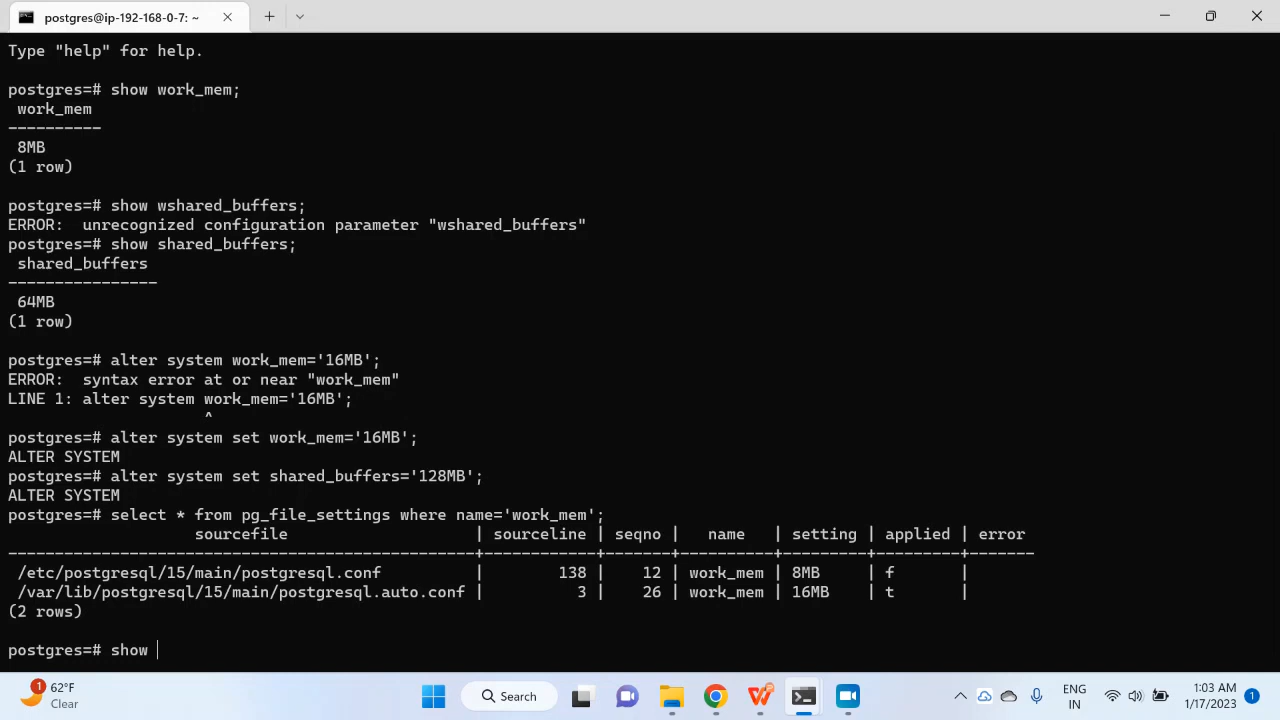 postgres@ip-192-168-0-7: ~
Type "help" for help.
postgres=# show work_mem;
 work_mem
----------
 8MB
(1 row)
postgres=# show wshared_buffers;
ERROR:  unrecognized configuration parameter "wshared_buffers"
postgres=# show shared_buffers;
 shared_buffers
----------------
 64MB
(1 row)
postgres=# alter system work_mem='16MB';
ERROR:  syntax error at or near "work_mem"
LINE 1: alter system work_mem='16MB';
                     ^
postgres=# alter system set work_mem='16MB';
ALTER SYSTEM
postgres=# alter system set shared_buffers='128MB';
ALTER SYSTEM
postgres=# select * from pg_file_settings where name='work_mem';
                    sourcefile                    | sourceline | seqno |   name   | setting | applied | error
--------------------------------------------------+------------+-------+----------+---------+---------+-------
 /etc/postgresql/15/main/postgresql.conf          |        138 |    12 | work_mem | 8MB     | f       |
 /var/lib/postgresql/15/main/postgresql.auto.conf |          3 |    26 | work_mem | 16MB    | t       |
(2 rows)
postgres=# show
1
62°F
Clear
Search
ENG
IN
1:03 AM
1/17/2023
1